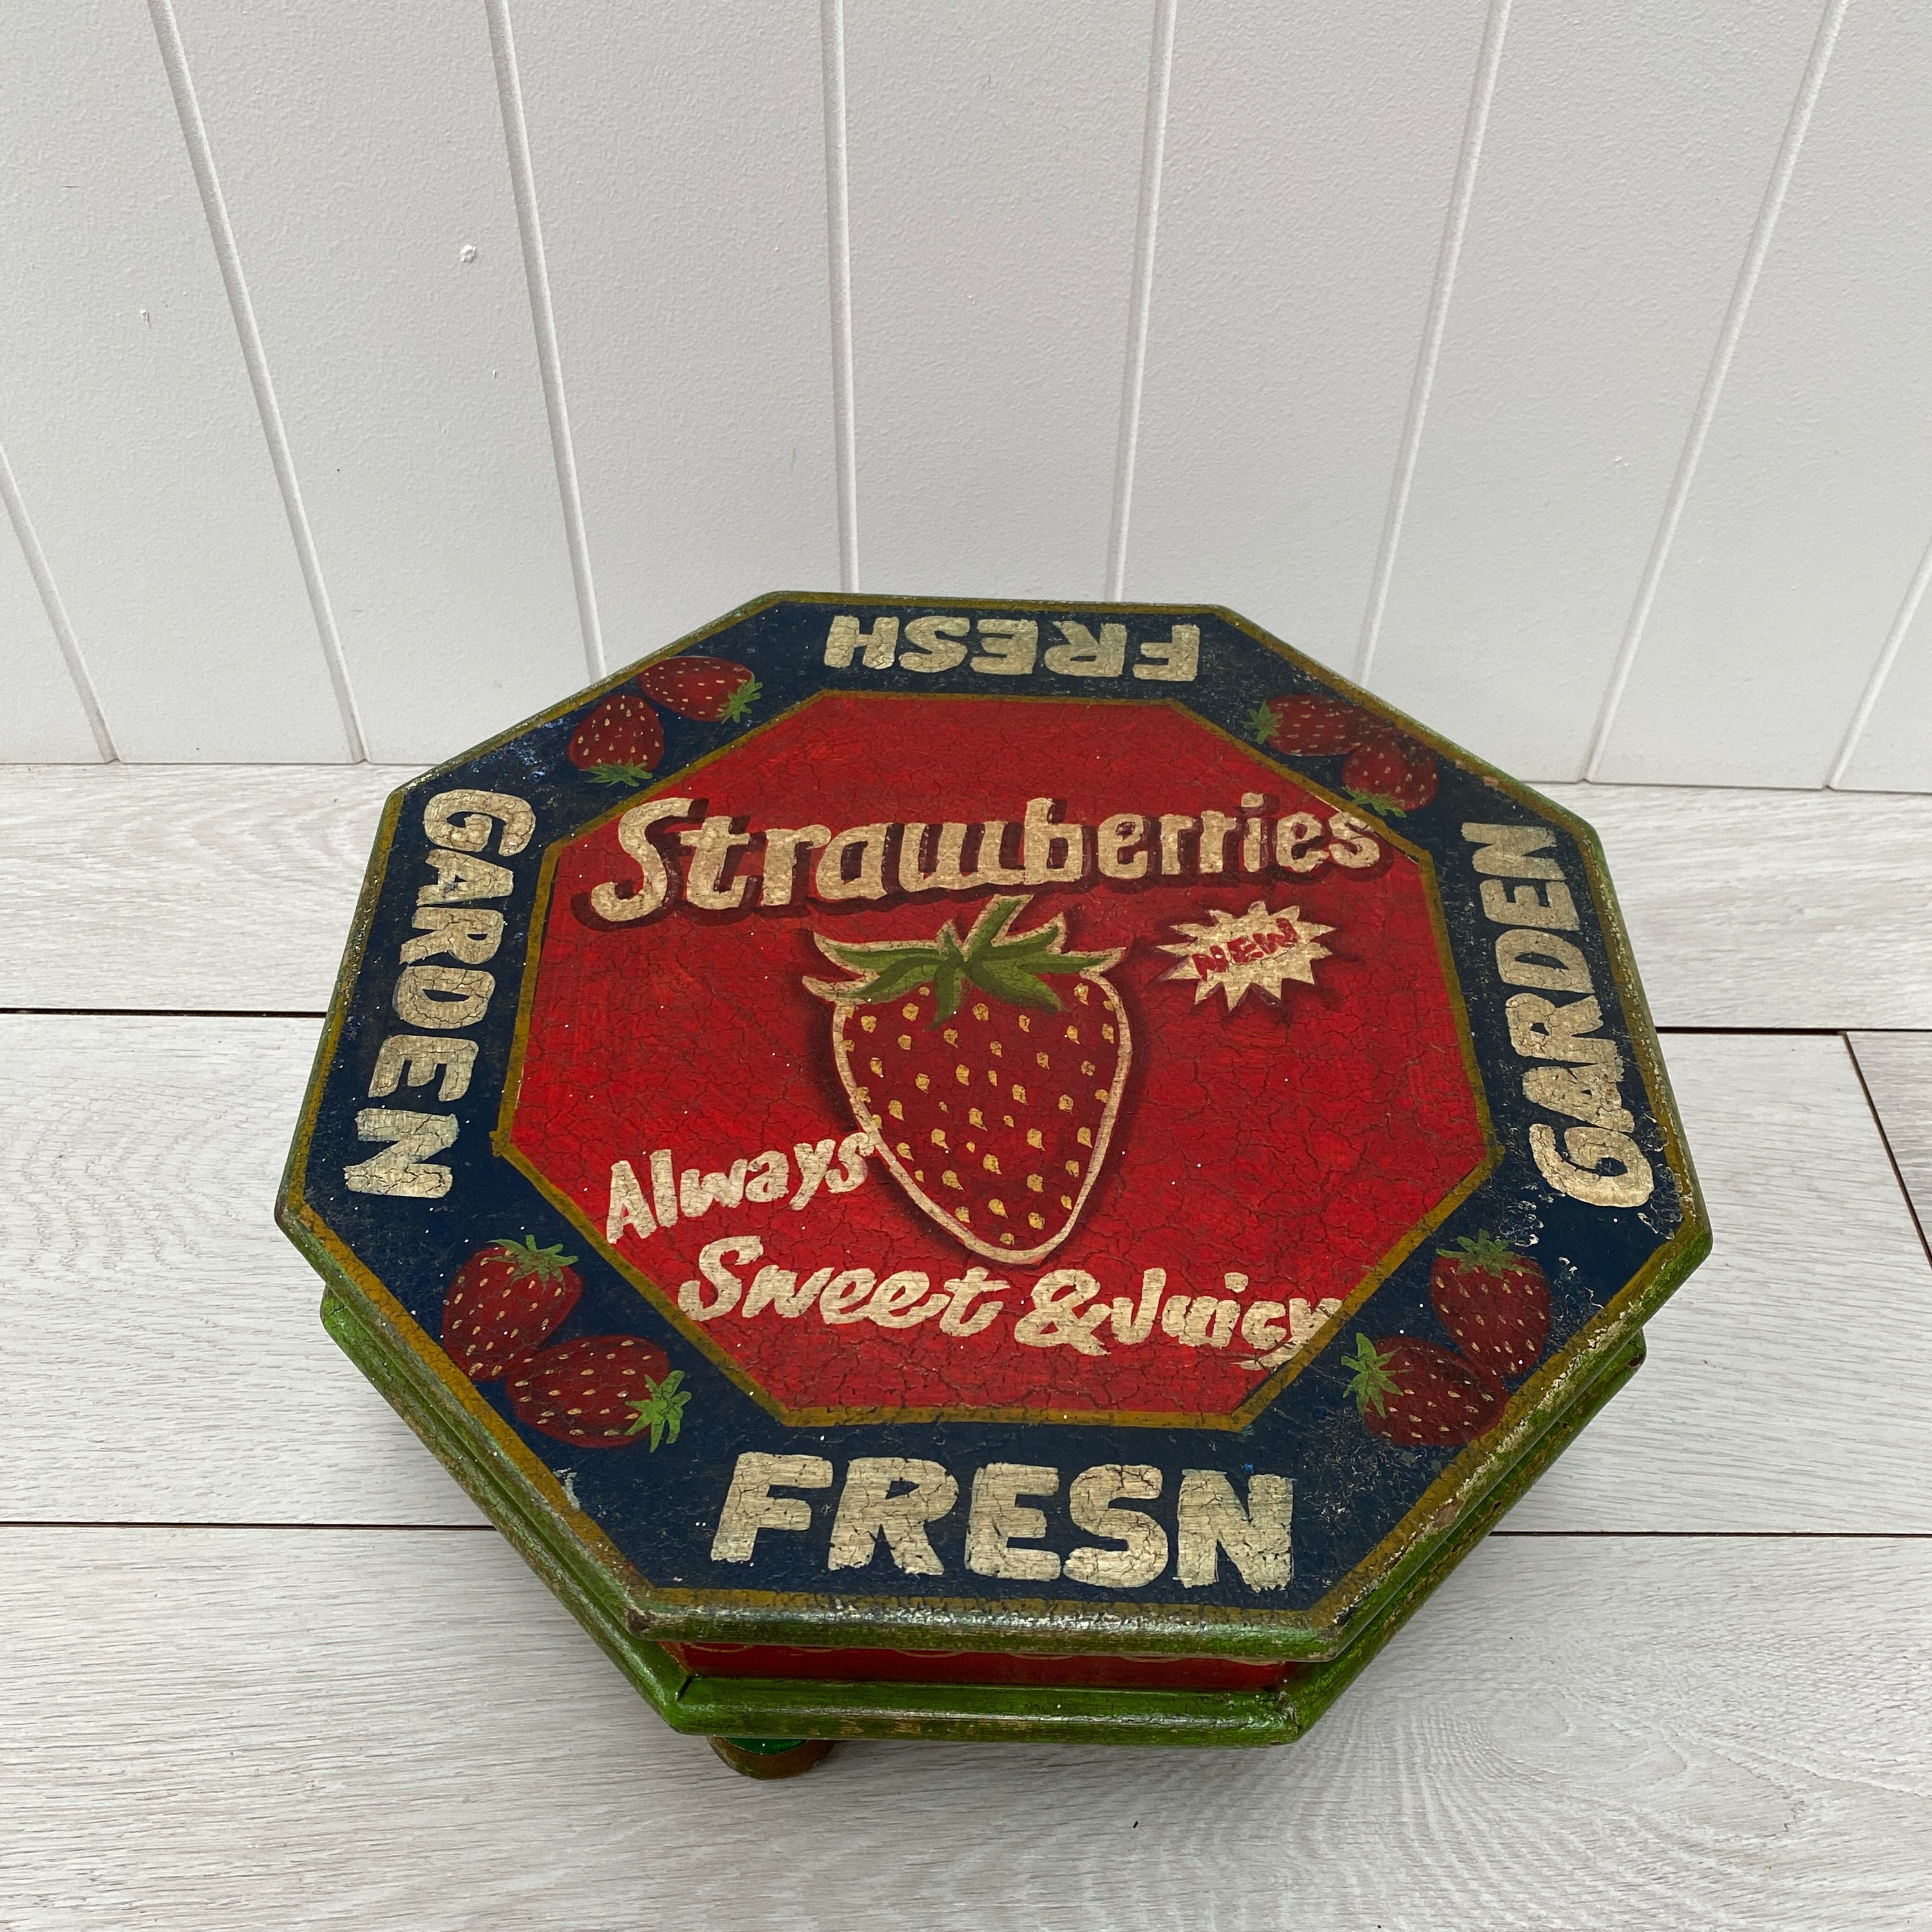 FRESH
GARDEN
GARDEN
Strawberries
NEW
Always
Sweet & Juicy
FRESN